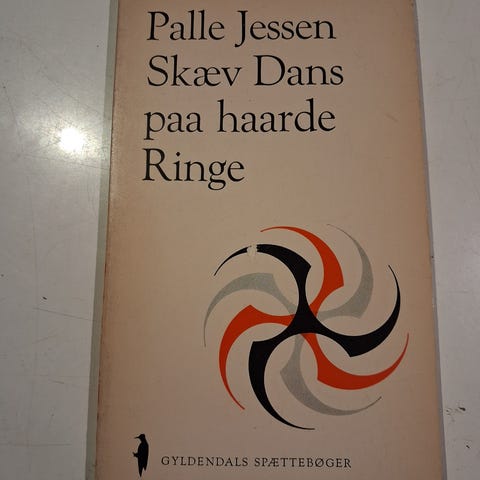 Palle Jessen
Skæv Dans
paa haarde
Ringe
GYLDENDALS SPÆTTEBØGER